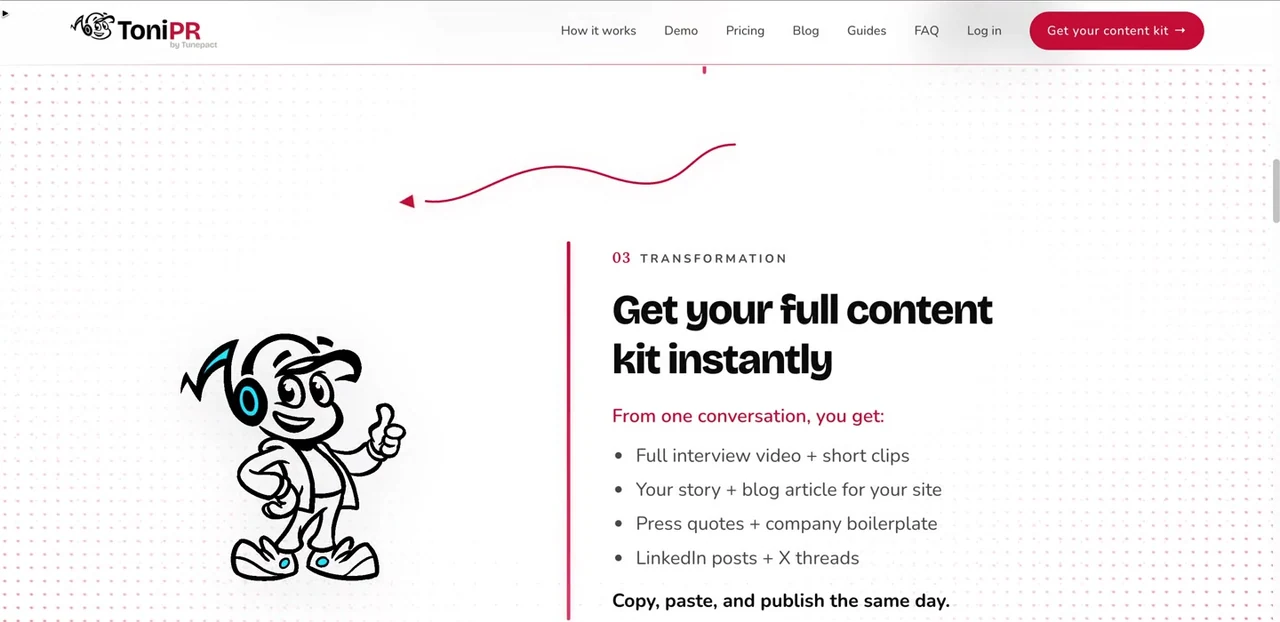 ToniPR
by Tunepact
How it works
Demo
Pricing
Blog
Guides
FAQ
Log in
Get your content kit →
03 TRANSFORMATION
Get your full content
kit instantly
From one conversation, you get:
• Full interview video + short clips
• Your story + blog article for your site
• Press quotes + company boilerplate
• LinkedIn posts + X threads
Copy, paste, and publish the same day.